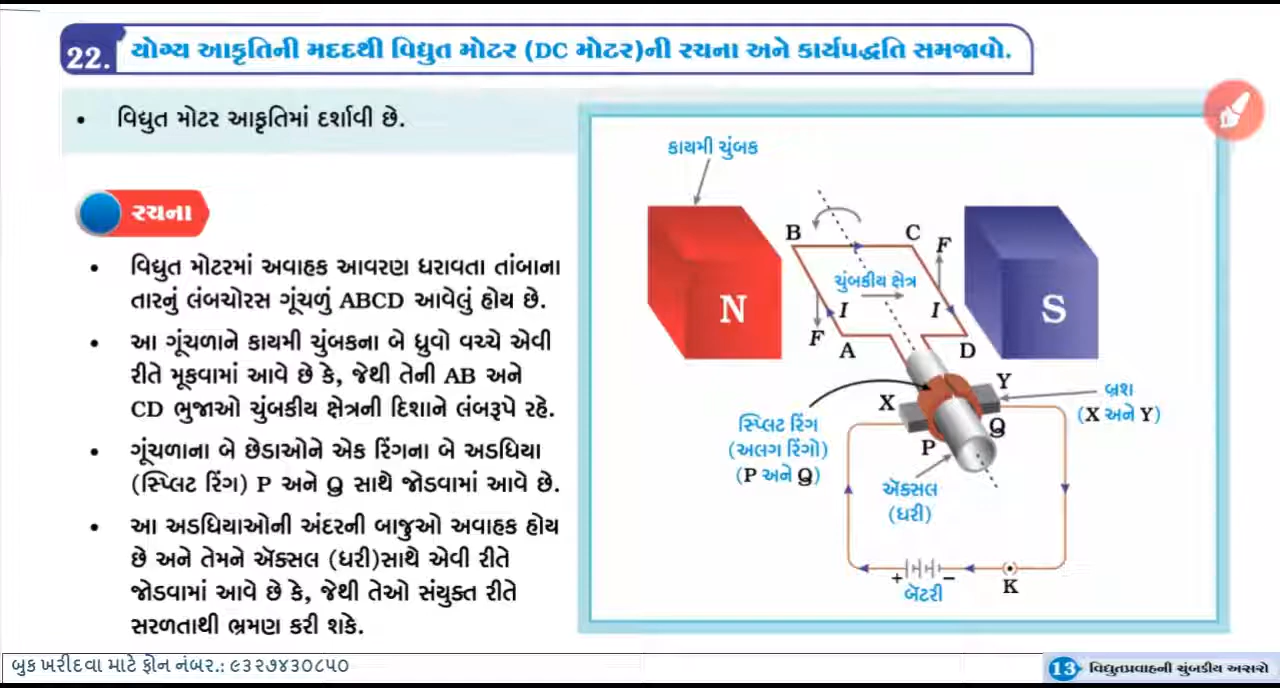 22. યોગ્ય આકૃતિની મદદથી વિદ્યુત મોટર (DC મોટર)ની રચના અને કાર્યપદ્ધતિ સમજાવો.
• વિદ્યુત મોટર આકૃતિમાં દર્શાવી છે.
રચના
• વિદ્યુત મોટરમાં અવાહક આવરણ ધરાવતા તાંબાના
તારનું લંબચોરસ ગૂંચળું ABCD આવેલું હોય છે.
• આ ગૂંચળાને કાયમી ચુંબકના બે ધ્રુવો વચ્ચે એવી
રીતે મૂકવામાં આવે છે કે, જેથી તેની AB અને
CD ભુજાઓ ચુંબકીય ક્ષેત્રની દિશાને લંબરૂપે રહે.
• ગૂંચળાના બે છેડાઓને એક રિંગના બે અડધિયા
(સ્પ્લિટ રિંગ) P અને Q સાથે જોડવામાં આવે છે.
• આ અડધિયાઓની અંદરની બાજુઓ અવાહક હોય
છે અને તેમને ઍક્સલ (ધરી)સાથે એવી રીતે
જોડવામાં આવે છે કે, જેથી તેઓ સંયુક્ત રીતે
સરળતાથી ભ્રમણ કરી શકે.
કાયમી ચુંબક
B
C
F
ચુંબકીય ક્ષેત્ર
N
I
I
S
F
A
D
X
Y
બ્રશ
(X અને Y)
સ્પ્લિટ રિંગ
(અલગ રિંગો)
(P અને Q)
P
Q
ઍક્સલ
(ધરી)
+
−
બૅટરી
K
બુક ખરીદવા માટે ફોન નંબર.: ૯૩૨૭૪૩૦૮૫૦
13 વિદ્યુતપ્રવાહની ચુંબકીય અસરો